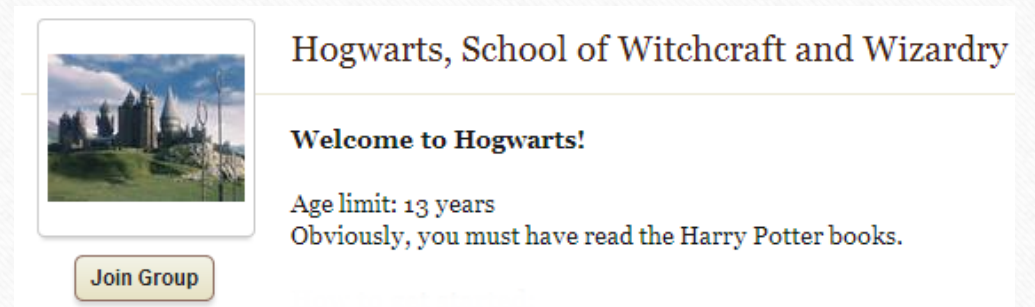 Hogwarts, School of Witchcraft and Wizardry
Welcome to Hogwarts!
Age limit: 13 years
Obviously, you must have read the Harry Potter books.
Join Group